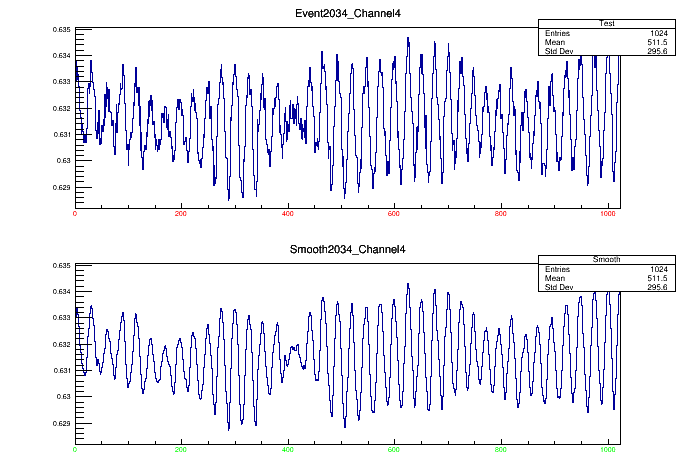 Event2034_Channel4
Test
Entries 1024
Mean 511.5
Std Dev 295.6
0.635
0.634
0.633
0.632
0.631
0.63
0.629
0 200 400 600 800 1000
Smooth2034_Channel4
Smooth
Entries 1024
Mean 511.5
Std Dev 295.6
0.635
0.634
0.633
0.632
0.631
0.63
0.629
0 200 400 600 800 1000